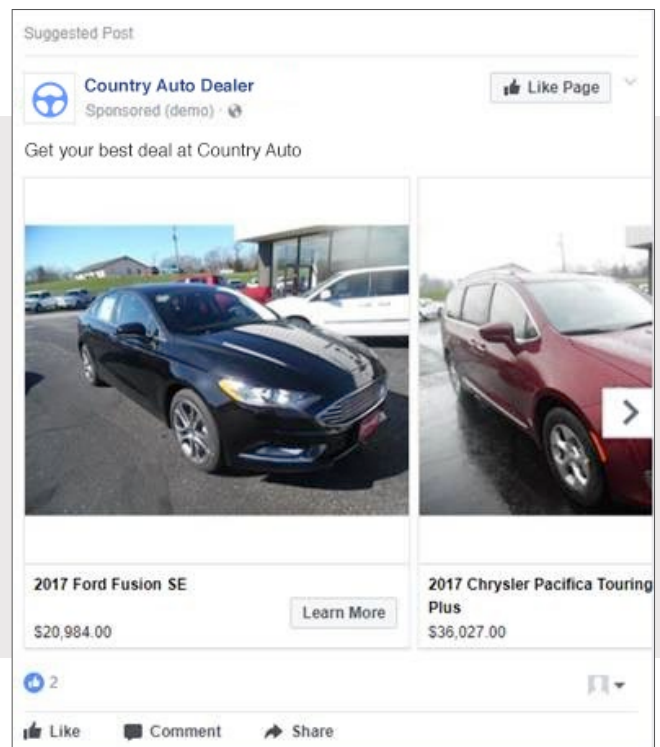 Suggested Post
Country Auto Dealer
Like Page
Sponsored (demo) ·
Get your best deal at Country Auto
2017 Ford Fusion SE
Learn More
$20,984.00
2017 Chrysler Pacifica Touring
Plus
$36,027.00
2
Like Comment Share